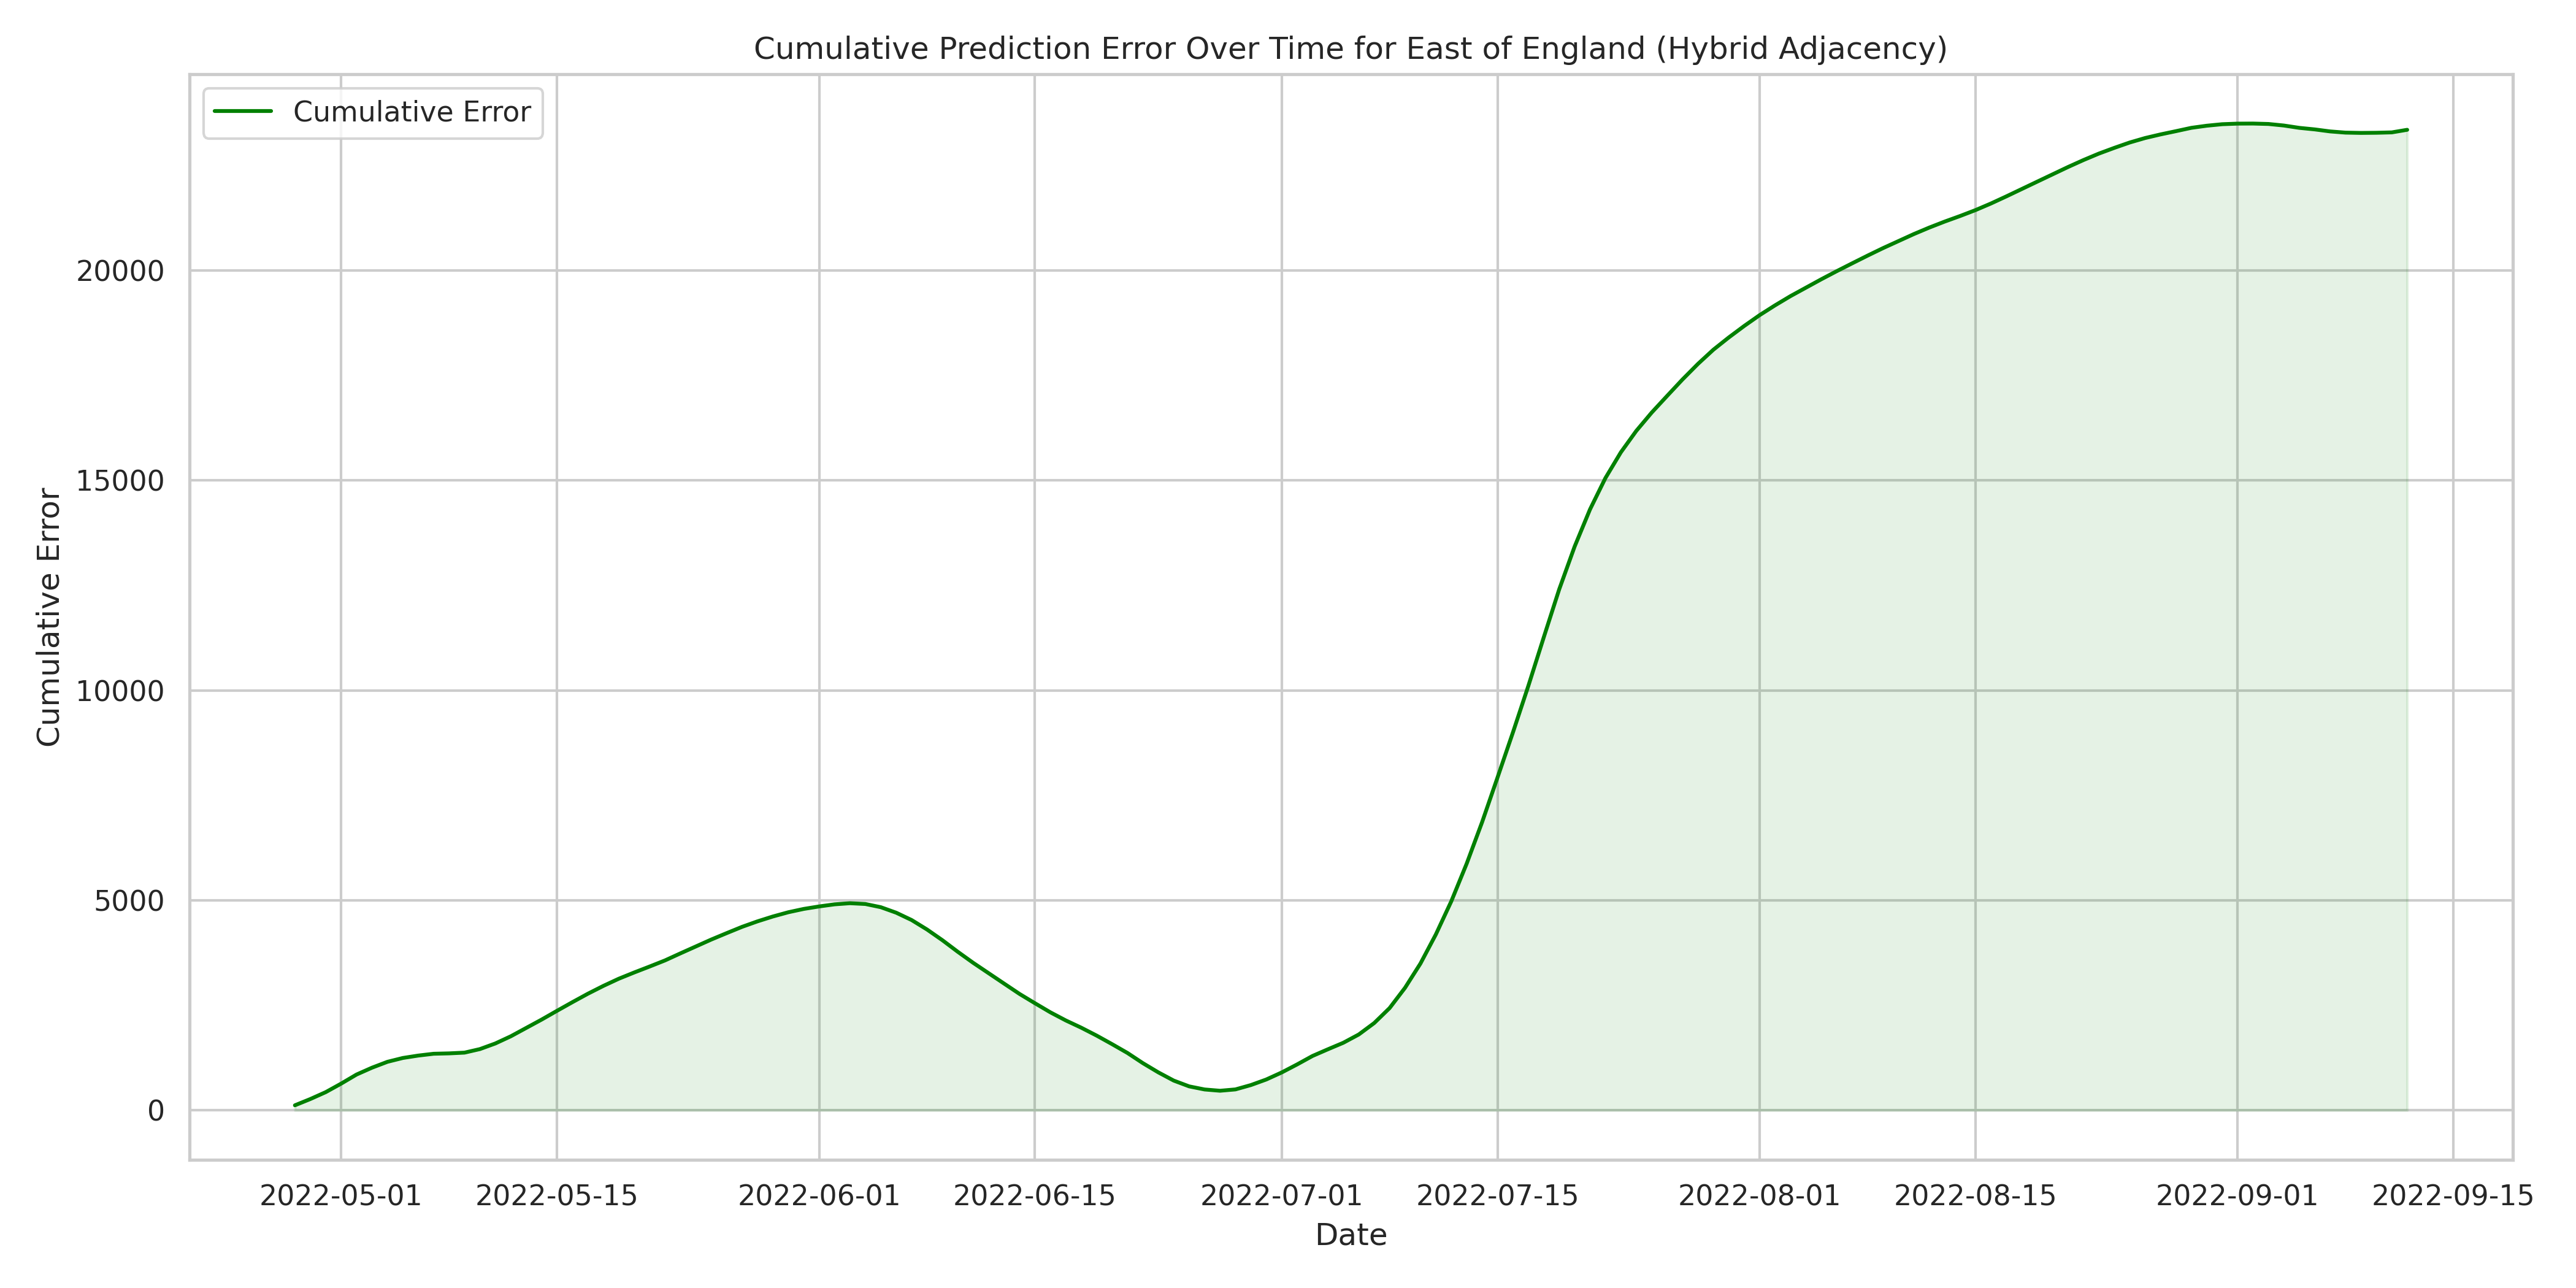 Cumulative Prediction Error Over Time for East of England (Hybrid Adjacency)
Cumulative Error
20000
15000
10000
5000
0
Cumulative Error
2022-05-01 2022-05-15 2022-06-01 2022-06-15 2022-07-01 2022-07-15 2022-08-01 2022-08-15 2022-09-01 2022-09-15
Date